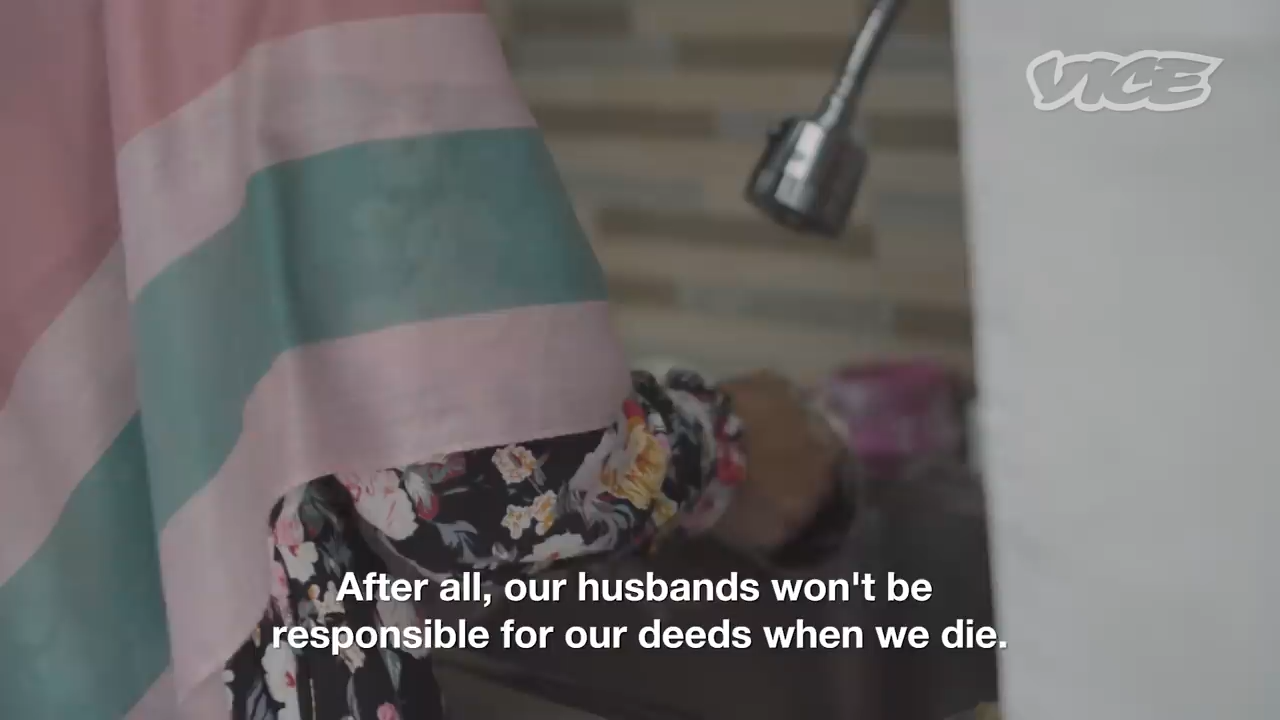 VICE
After all, our husbands won't be
responsible for our deeds when we die.